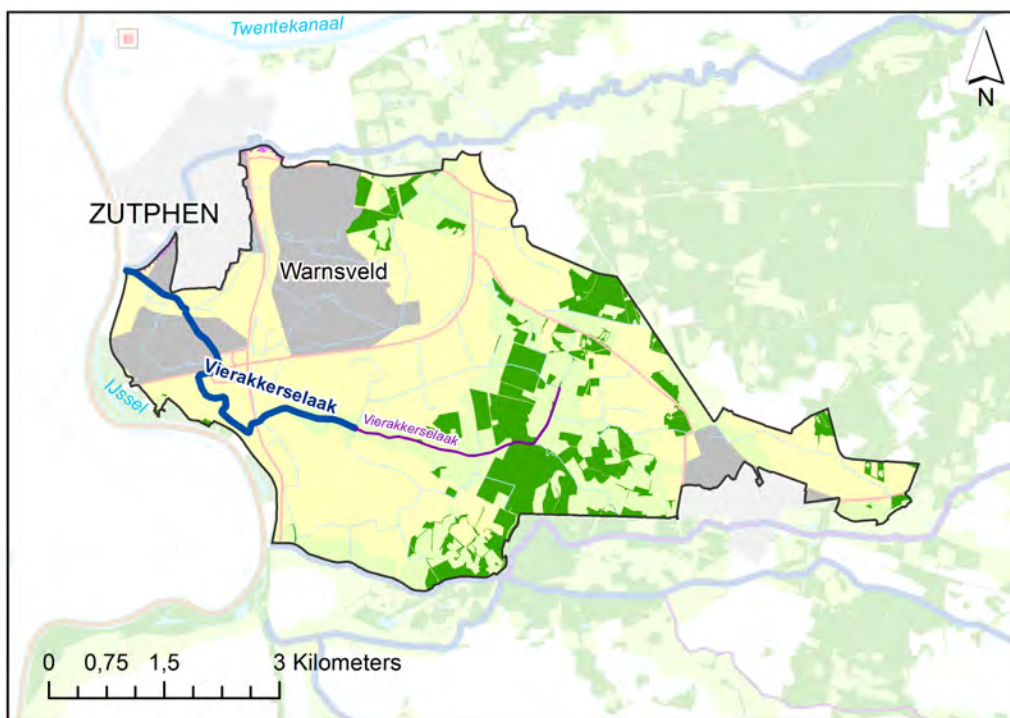 Twentekanaal
N
ZUTPHEN
Warnsveld
Vierakkerselaak
IJssel
Vierakkerselaak
0 0,75 1,5 3 Kilometers